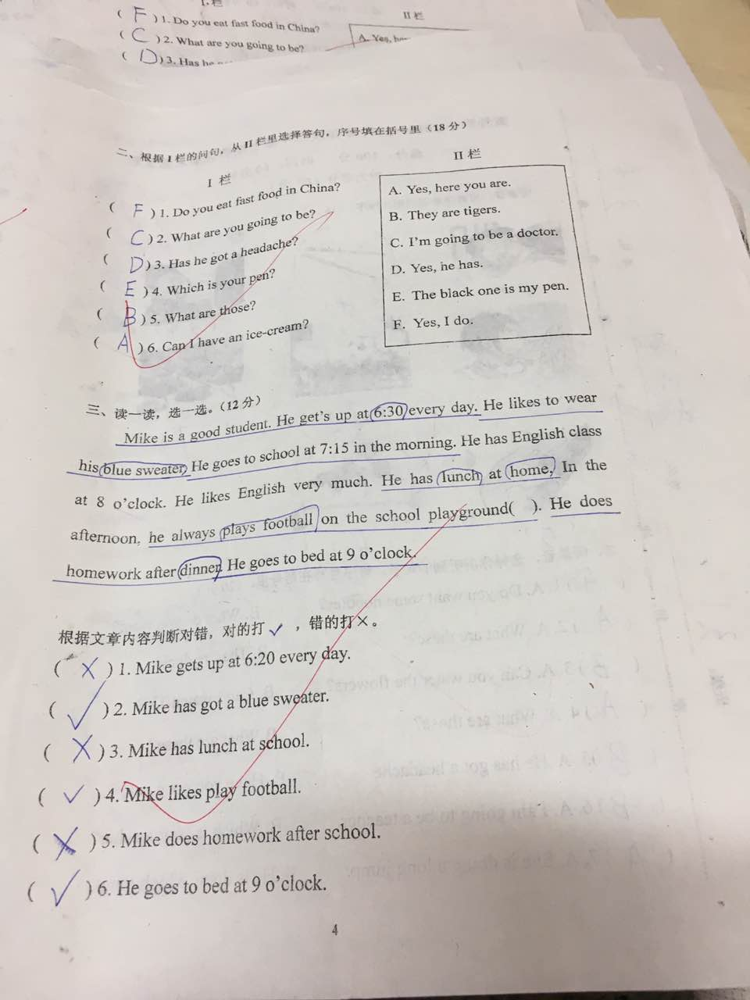 I 栏
II 栏
( F ) 1. Do you eat fast food in China?
( C ) 2. What are you going to be?
A. Yes,
( D ) 3. Has he
二、根据 I 栏的问句，从 II 栏里选择答句，序号填在括号里（18 分）
I 栏
II 栏
( F ) 1. Do you eat fast food in China?
( C ) 2. What are you going to be?
( D ) 3. Has he got a headache?
( E ) 4. Which is your pen?
( B ) 5. What are those?
( A ) 6. Can I have an ice-cream?
A. Yes, here you are.
B. They are tigers.
C. I'm going to be a doctor.
D. Yes, he has.
E. The black one is my pen.
F. Yes, I do.
三、读一读，选一选。（12 分）
Mike is a good student. He get's up at 6:30 every day. He likes to wear
his blue sweater. He goes to school at 7:15 in the morning. He has English class
at 8 o'clock. He likes English very much. He has lunch at home. In the
afternoon, he always plays football on the school playground( ). He does
homework after dinner. He goes to bed at 9 o'clock.
根据文章内容判断对错，对的打✓，错的打×。
( × ) 1. Mike gets up at 6:20 every day.
( ✓ ) 2. Mike has got a blue sweater.
( × ) 3. Mike has lunch at school.
( ✓ ) 4. Mike likes play football.
( × ) 5. Mike does homework after school.
( ✓ ) 6. He goes to bed at 9 o'clock.
4